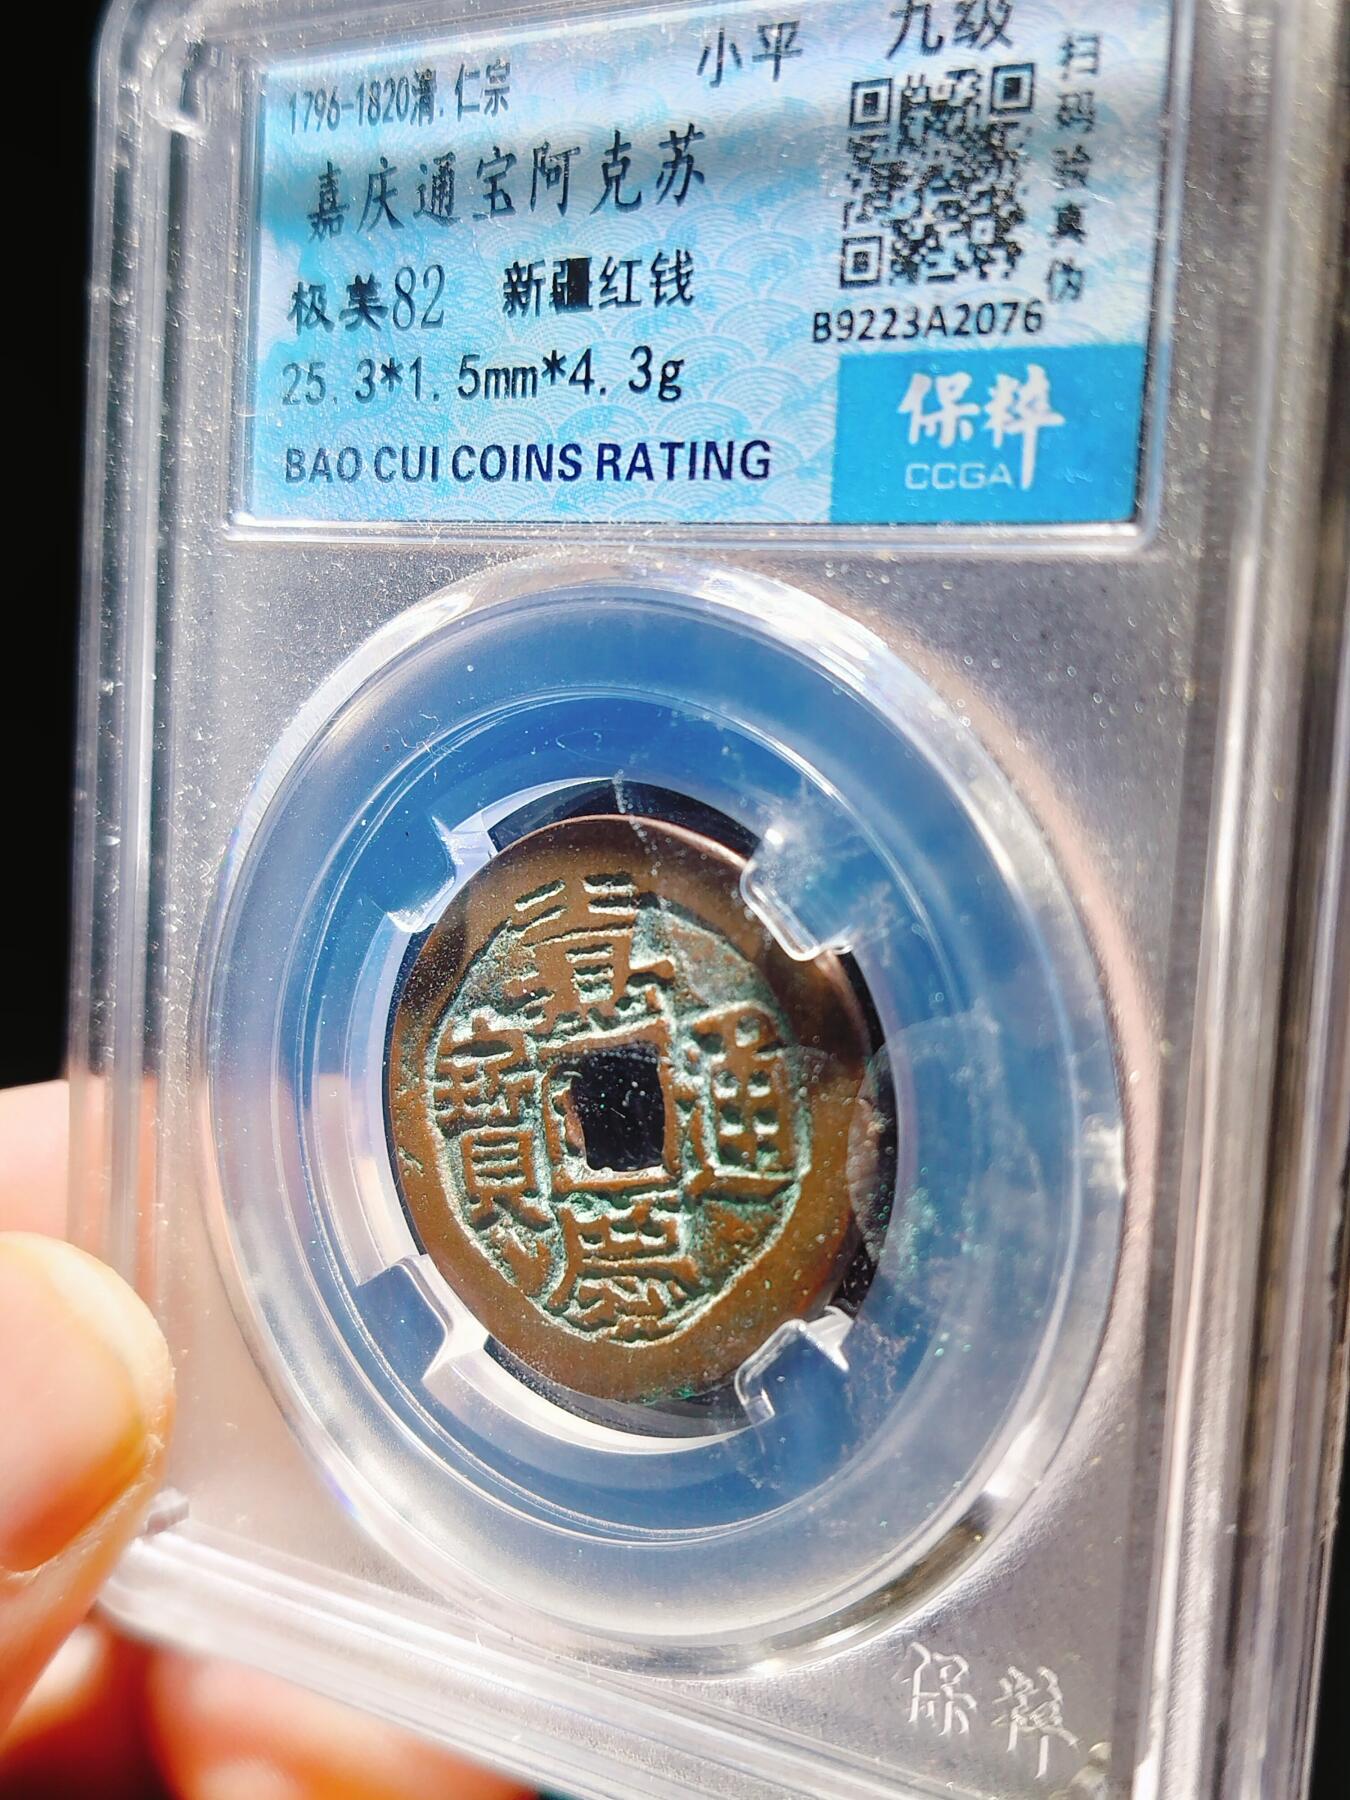 小平 九级
1796-1820清.仁宗
嘉庆通宝阿克苏
极美82 新疆红钱
25.3*1.5mm*4.3g
BAO CUI COINS RATING
扫码验真伪
B9223A2076
保粹
CCGA
嘉慶通寶
保粹